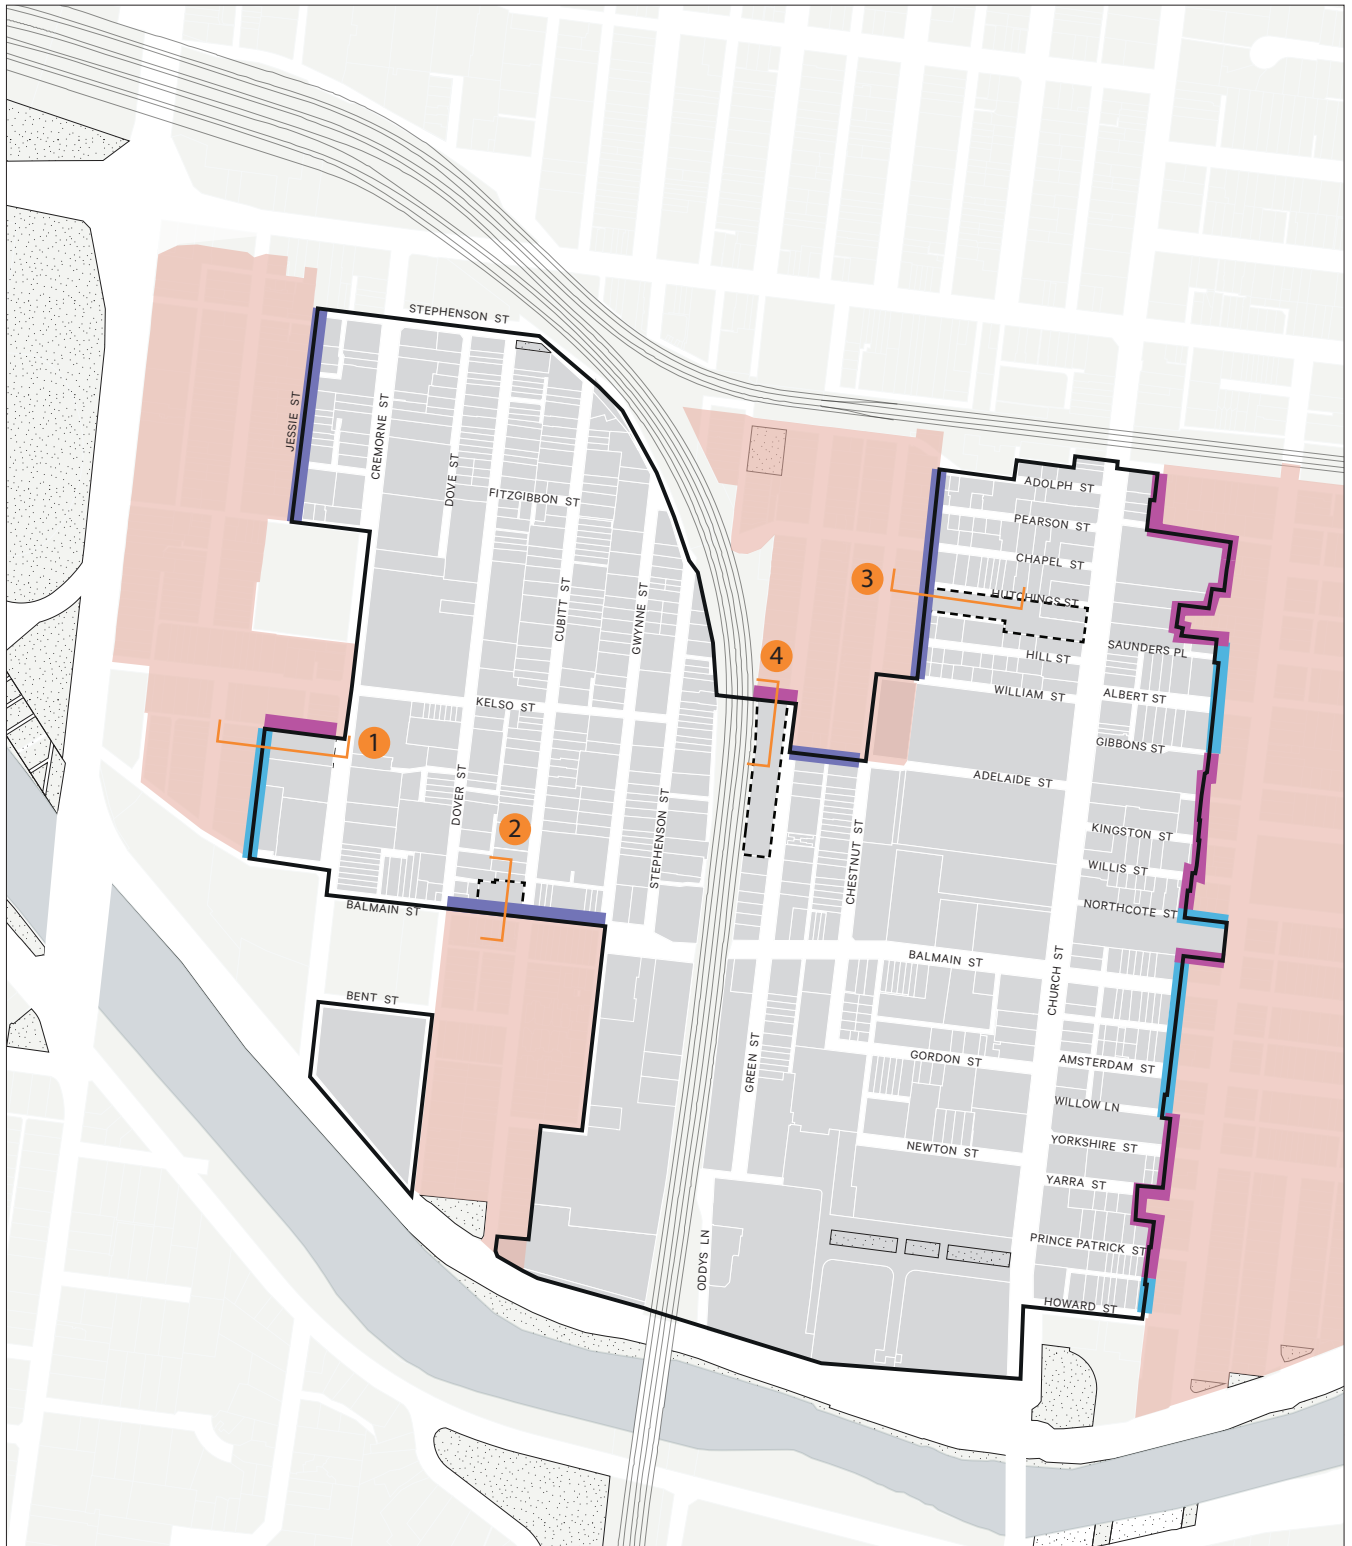 STEPHENSON ST
JESSIE ST
CREMORNE ST
DOVE ST
FITZGIBBON ST
ADOLPH ST
PEARSON ST
CHAPEL ST
3
HUTCHINGS ST
CUBITT ST
GWYNNE ST
4
HILL ST
SAUNDERS PL
WILLIAM ST
ALBERT ST
KELSO ST
1
GIBBONS ST
ADELAIDE ST
DOVER ST
2
STEPHENSON ST
CHESTNUT ST
KINGSTON ST
WILLIS ST
NORTHCOTE ST
BALMAIN ST
BALMAIN ST
CHURCH ST
BENT ST
GREEN ST
GORDON ST
AMSTERDAM ST
WILLOW LN
YORKSHIRE ST
NEWTON ST
YARRA ST
ODDYS LN
PRINCE PATRICK ST
HOWARD ST